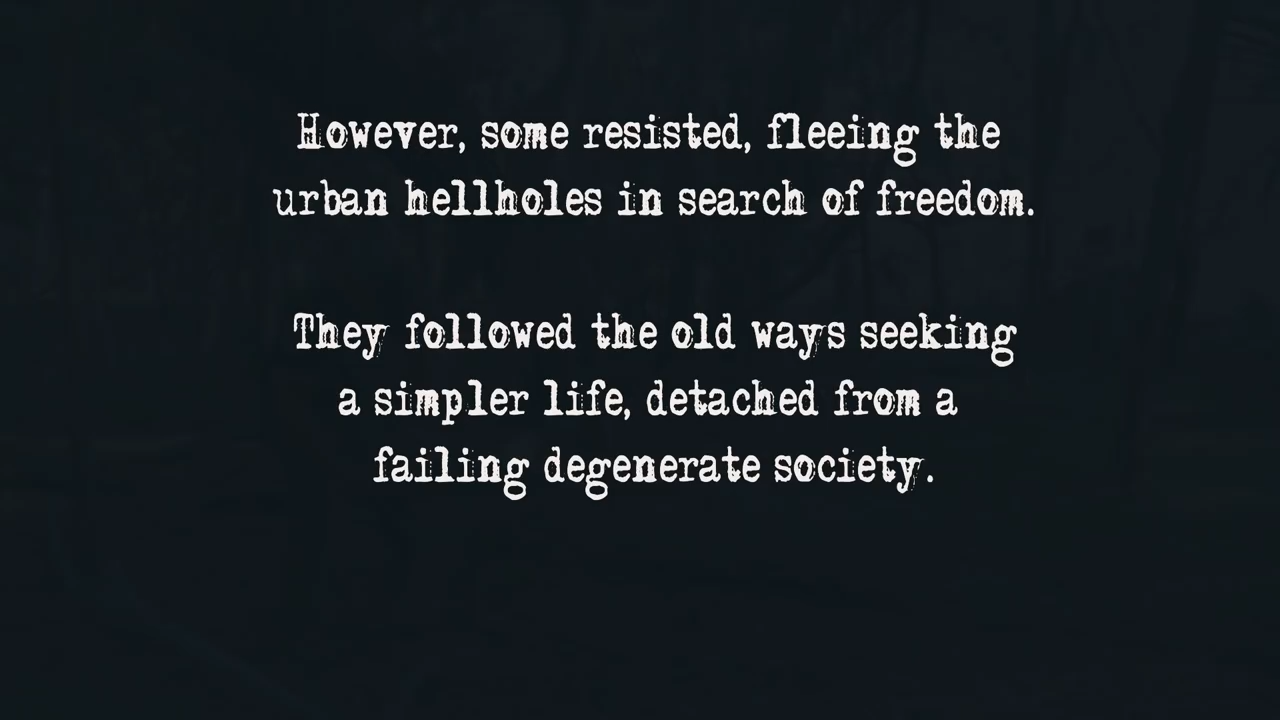 However, some resisted, fleeing the
urban hellholes in search of freedom.
They followed the old ways seeking
a simpler life, detached from a
failing degenerate society.